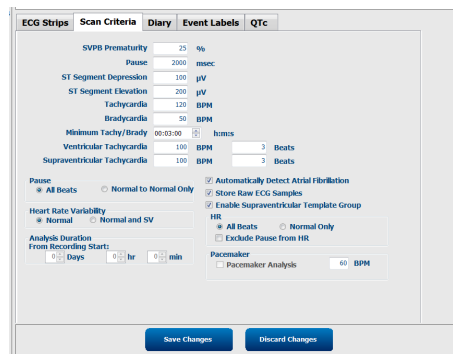 ECG Strips Scan Criteria Diary Event Labels QTc
SVPB Prematurity 25 %
Pause 2000 msec
ST Segment Depression 100 µV
ST Segment Elevation 200 µV
Tachycardia 120 BPM
Bradycardia 50 BPM
Minimum Tachy/Brady 00:03:00 h:m:s
Ventricular Tachycardia 100 BPM 3 Beats
Supraventricular Tachycardia 100 BPM 3 Beats
Pause
All Beats Normal to Normal Only
Heart Rate Variability
Normal Normal and SV
Analysis Duration
From Recording Start:
0 Days 0 hr 0 min
Automatically Detect Atrial Fibrillation
Store Raw ECG Samples
Enable Supraventricular Template Group
HR
All Beats Normal Only
Exclude Pause from HR
Pacemaker
Pacemaker Analysis 60 BPM
Save Changes Discard Changes